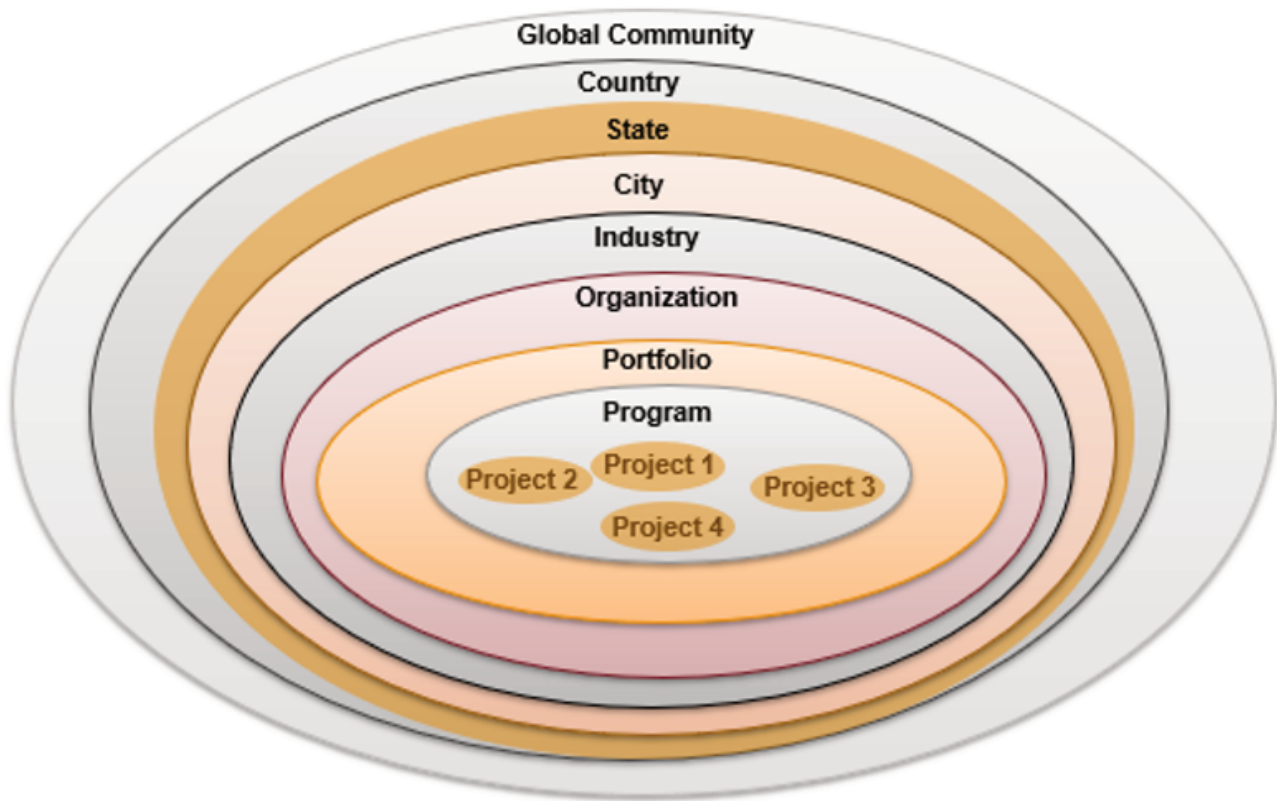 Global Community
Country
State
City
Industry
Organization
Portfolio
Program
Project 1
Project 2
Project 3
Project 4